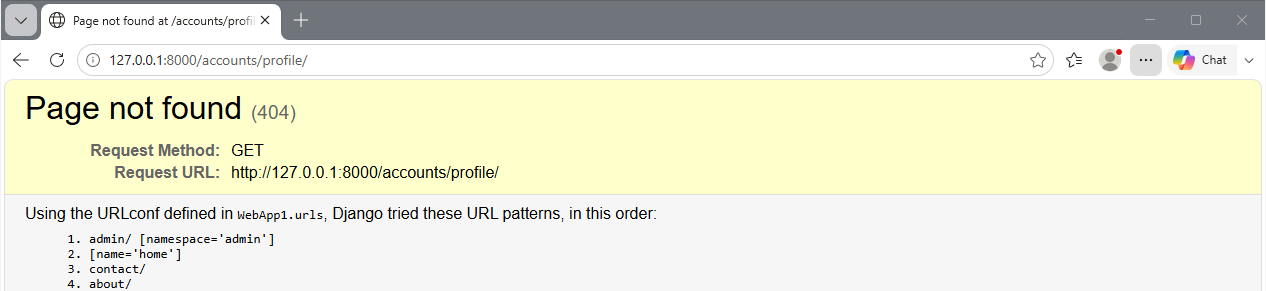 Page not found at /accounts/profil
127.0.0.1:8000/accounts/profile/
Chat
Page not found (404)
Request Method: GET
Request URL: http://127.0.0.1:8000/accounts/profile/
Using the URLconf defined in WebApp1.urls, Django tried these URL patterns, in this order:
1. admin/ [namespace='admin']
2. [name='home']
3. contact/
4. about/